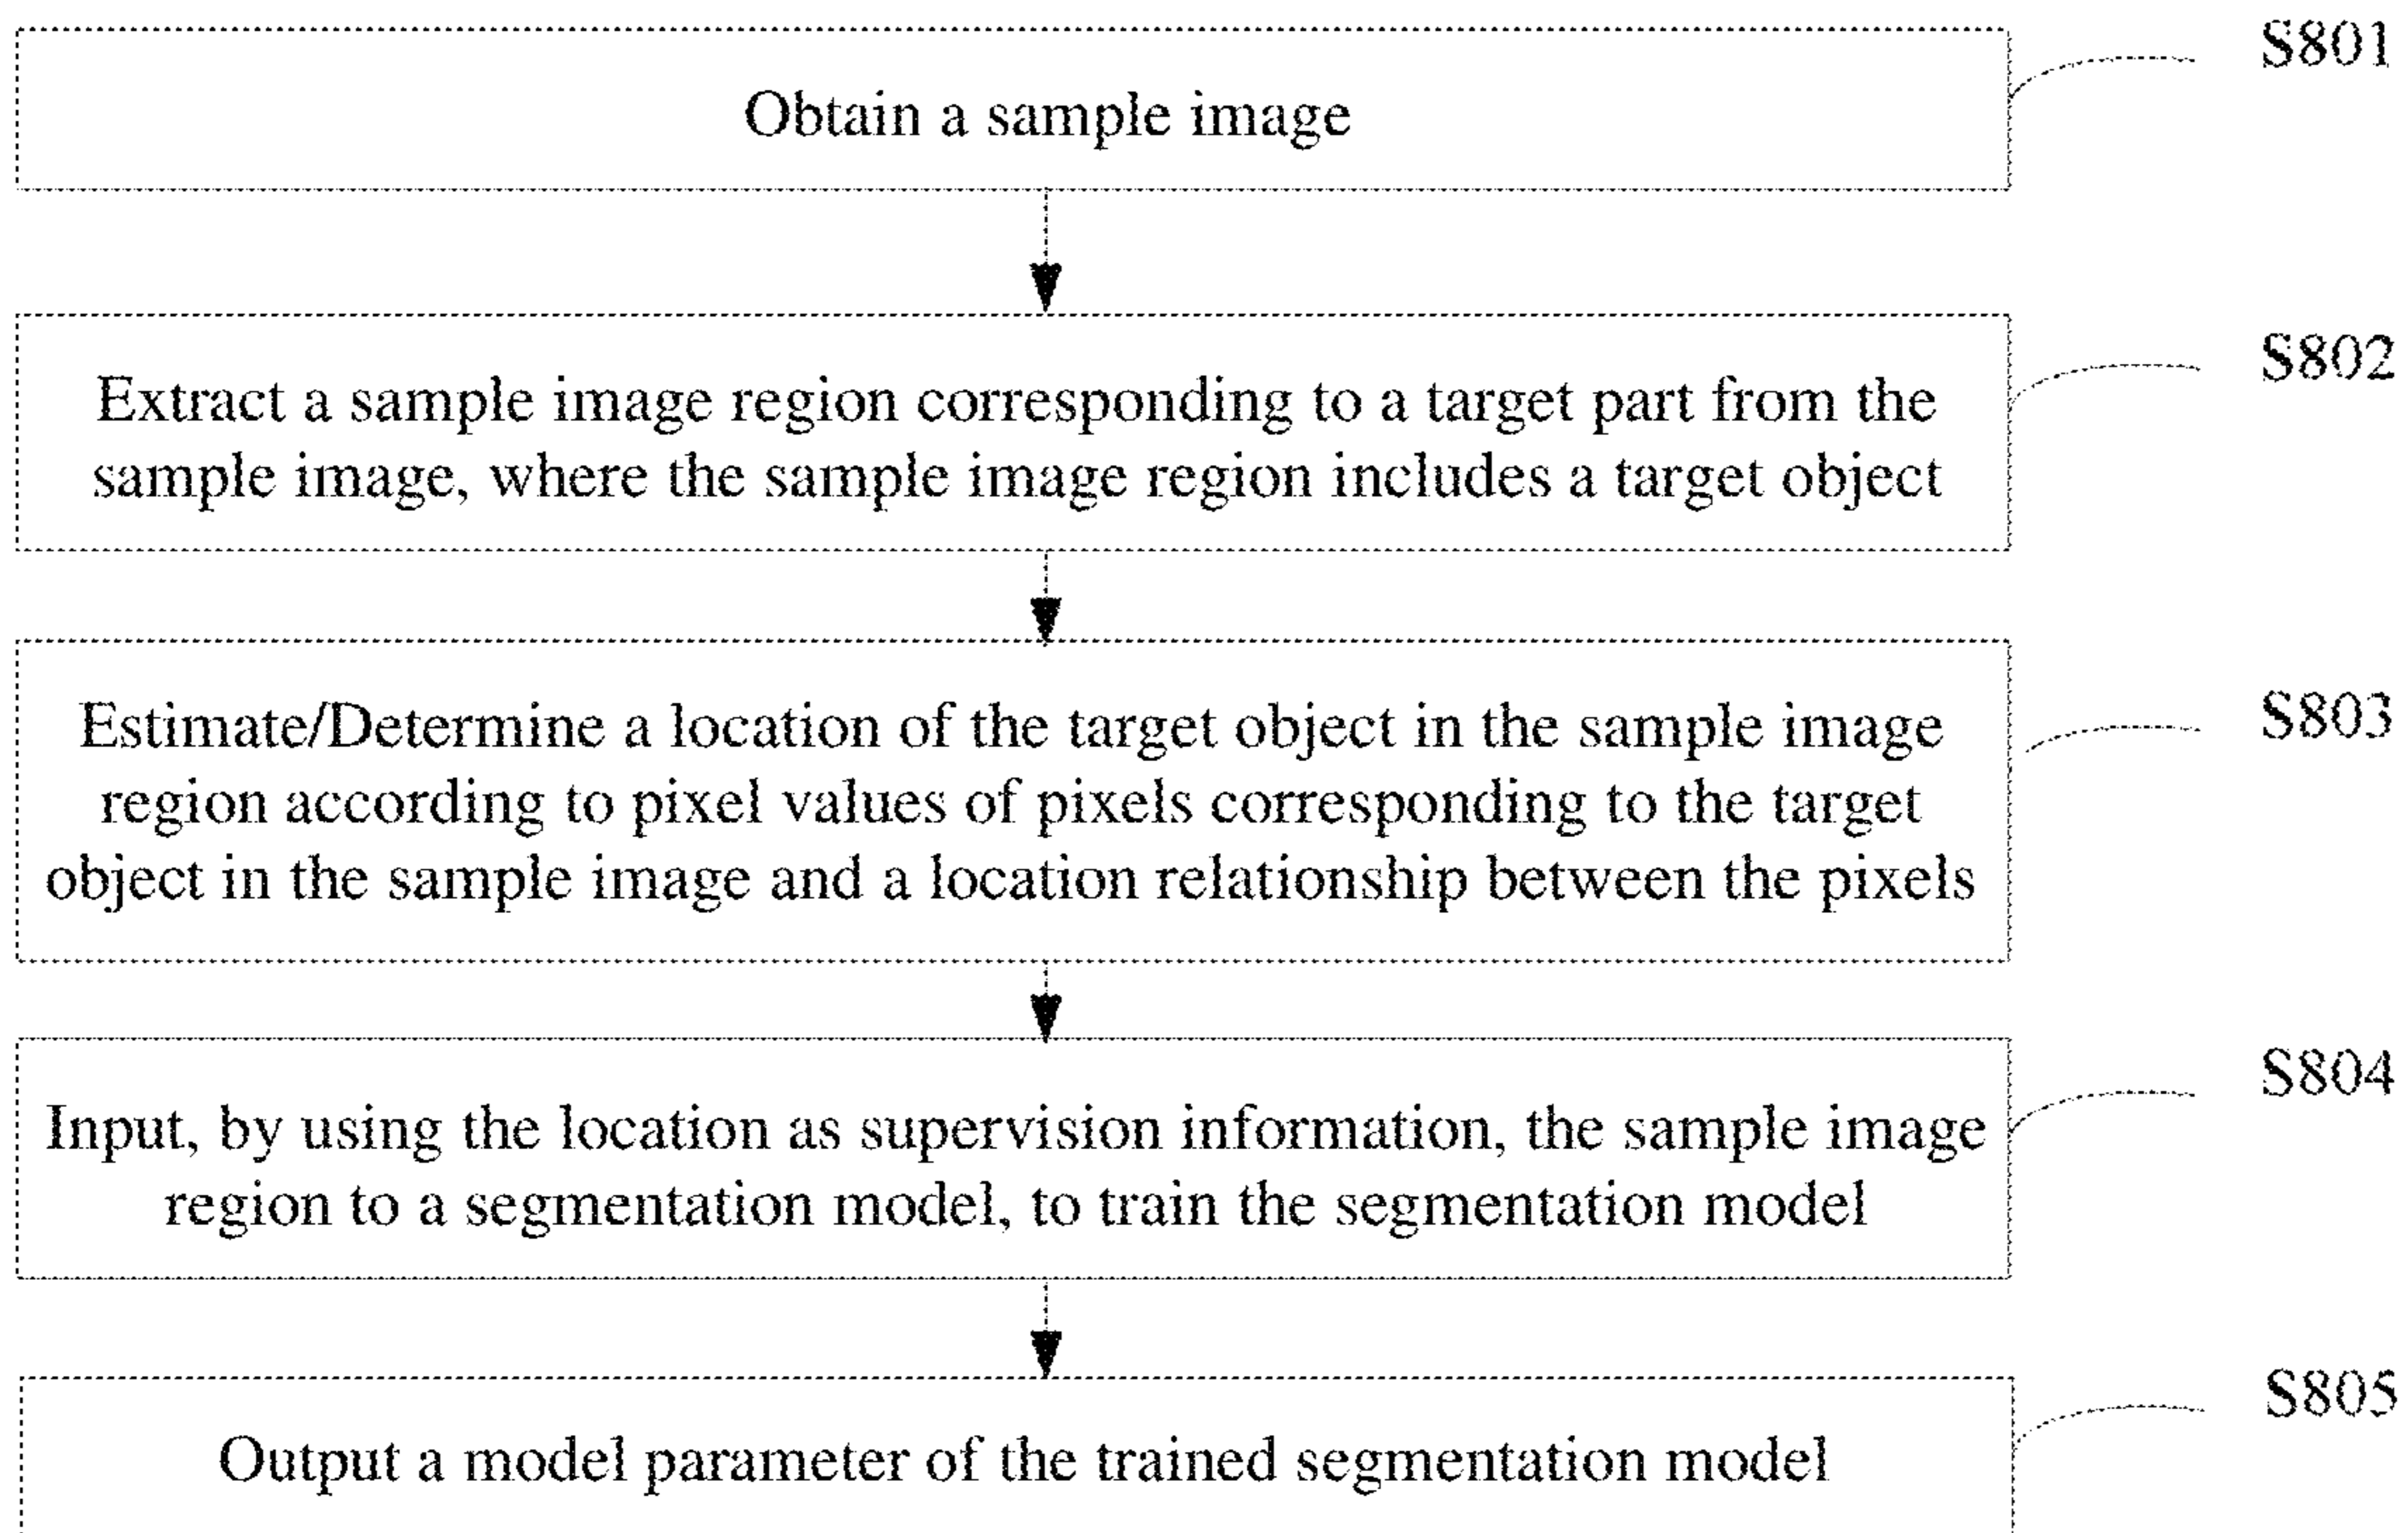 S801
Obtain a sample image
S802
Extract a sample image region corresponding to a target part from the
sample image, where the sample image region includes a target object
S803
Estimate/Determine a location of the target object in the sample image
region according to pixel values of pixels corresponding to the target
object in the sample image and a location relationship between the pixels
S804
Input, by using the location as supervision information, the sample image
region to a segmentation model, to train the segmentation model
S805
Output a model parameter of the trained segmentation model